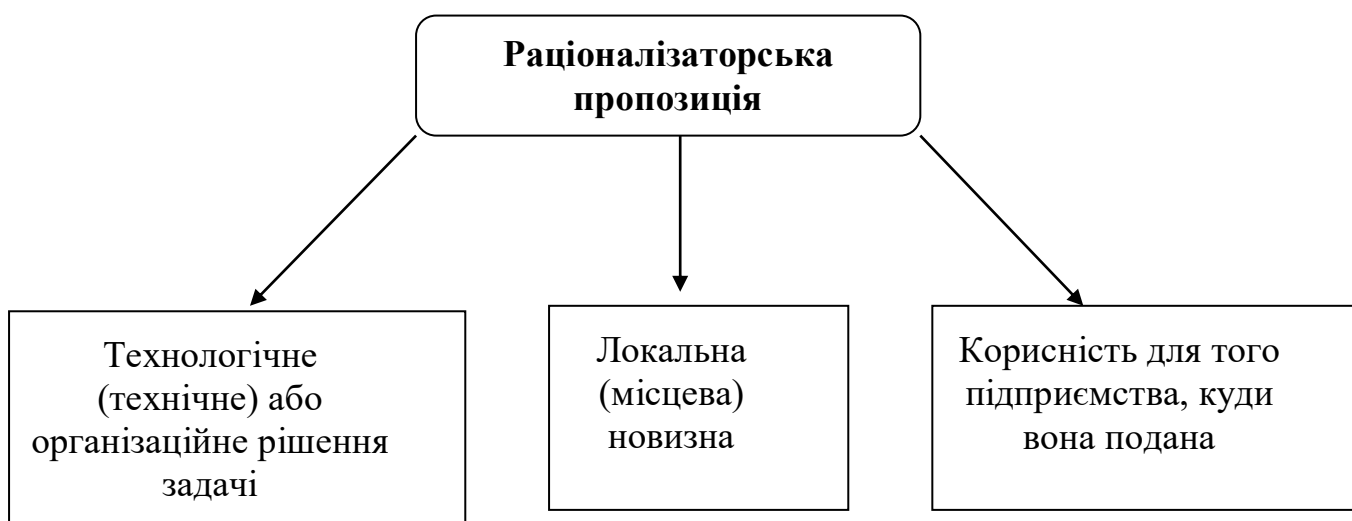 Раціоналізаторська
пропозиція
Технологічне
(технічне) або
організаційне рішення
задачі
Локальна
(місцева)
новизна
Корисність для того
підприємства, куди
вона подана